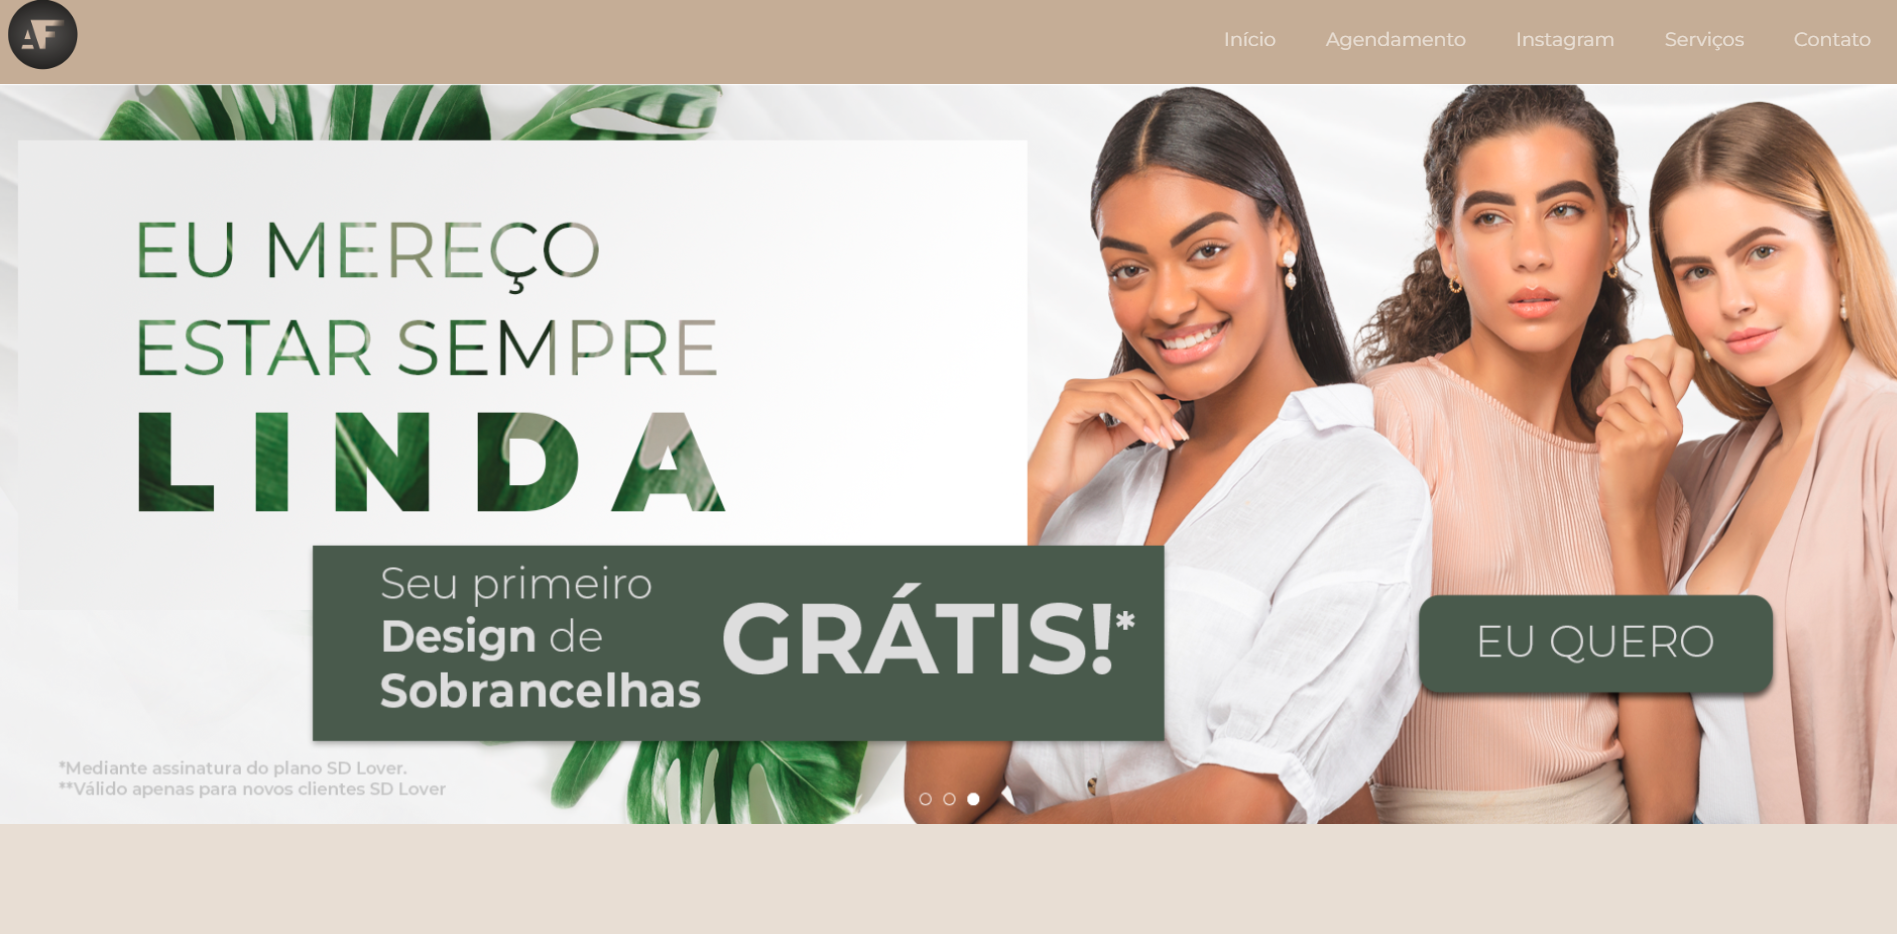 AF
Início Agendamento Instagram Serviços Contato
EU MEREÇO
ESTAR SEMPRE
LINDA
Seu primeiro
Design de
Sobrancelhas
GRÁTIS!*
EU QUERO
*Mediante assinatura do plano SD Lover.
**Válido apenas para novos clientes SD Lover